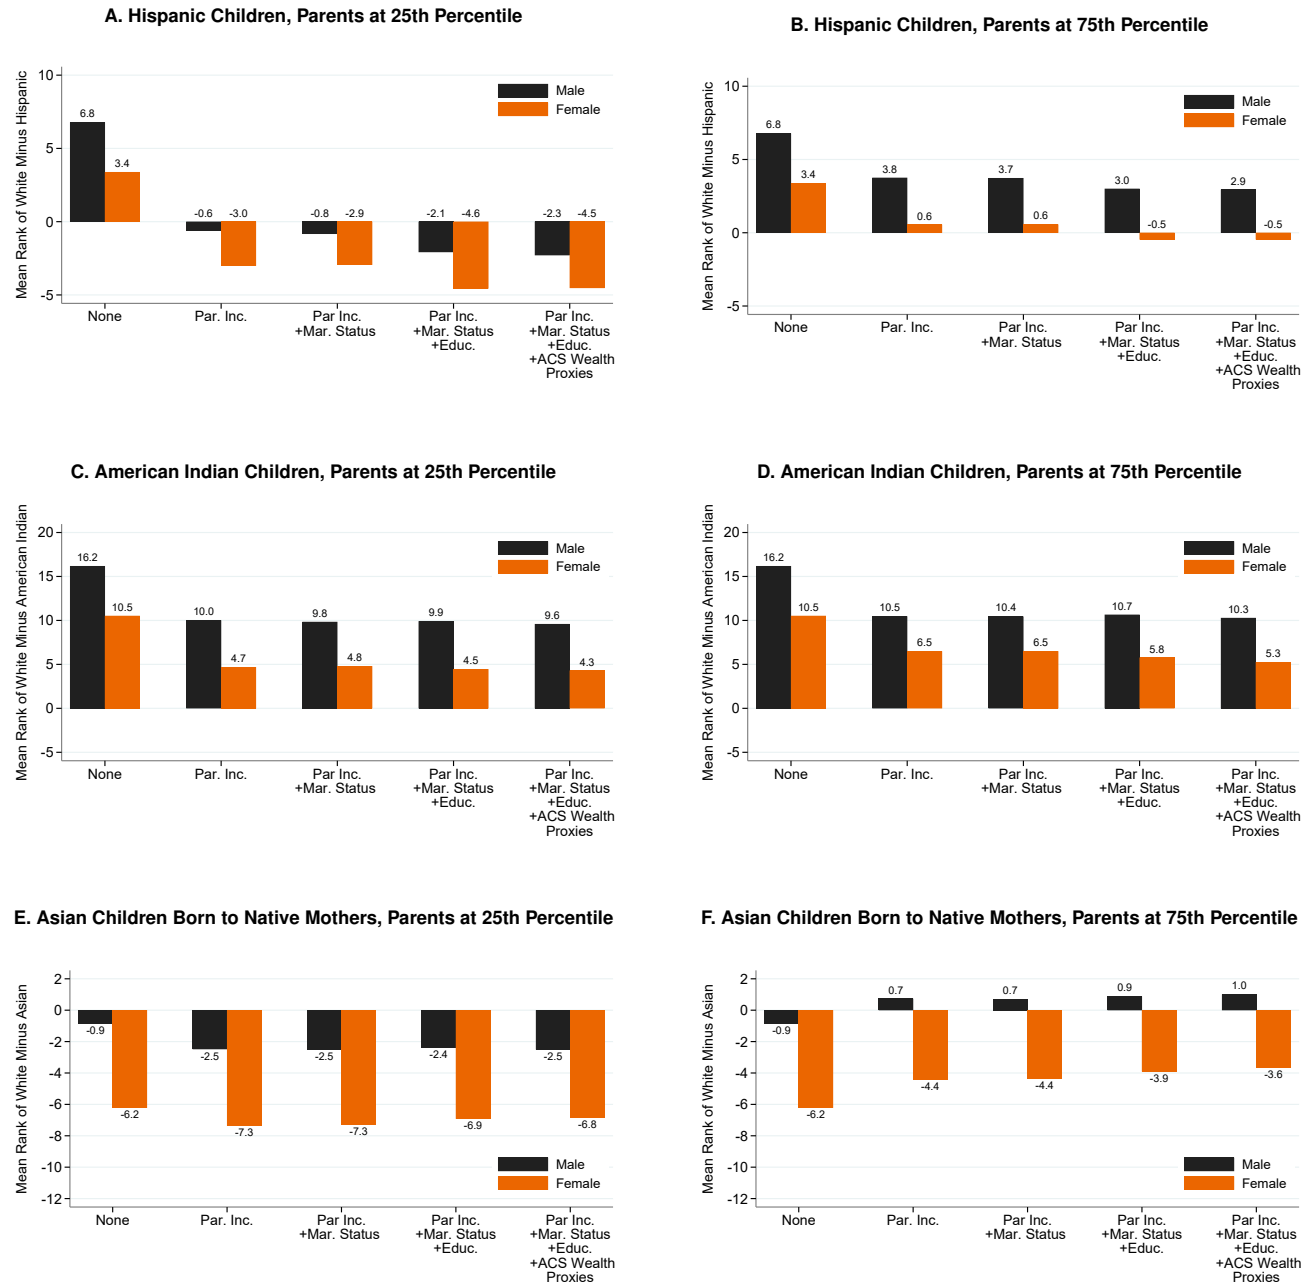 A. Hispanic Children, Parents at 25th Percentile
Mean Rank of White Minus Hispanic
10
5
0
-5
Male
Female
6.8
3.4
-0.6
-3.0
-0.8
-2.9
-2.1
-4.6
-2.3
-4.5
None
Par. Inc.
Par Inc.
+Mar. Status
Par Inc.
+Mar. Status
+Educ.
Par Inc.
+Mar. Status
+Educ.
+ACS Wealth
Proxies
B. Hispanic Children, Parents at 75th Percentile
Mean Rank of White Minus Hispanic
10
5
0
-5
Male
Female
6.8
3.4
3.8
0.6
3.7
0.6
3.0
-0.5
2.9
-0.5
None
Par. Inc.
Par Inc.
+Mar. Status
Par Inc.
+Mar. Status
+Educ.
Par Inc.
+Mar. Status
+Educ.
+ACS Wealth
Proxies
C. American Indian Children, Parents at 25th Percentile
Mean Rank of White Minus American Indian
20
15
10
5
0
-5
Male
Female
16.2
10.5
10.0
4.7
9.8
4.8
9.9
4.5
9.6
4.3
None
Par. Inc.
Par Inc.
+Mar. Status
Par Inc.
+Mar. Status
+Educ.
Par Inc.
+Mar. Status
+Educ.
+ACS Wealth
Proxies
D. American Indian Children, Parents at 75th Percentile
Mean Rank of White Minus American Indian
20
15
10
5
0
-5
Male
Female
16.2
10.5
10.5
6.5
10.4
6.5
10.7
5.8
10.3
5.3
None
Par. Inc.
Par Inc.
+Mar. Status
Par Inc.
+Mar. Status
+Educ.
Par Inc.
+Mar. Status
+Educ.
+ACS Wealth
Proxies
E. Asian Children Born to Native Mothers, Parents at 25th Percentile
Mean Rank of White Minus Asian
2
0
-2
-4
-6
-8
-10
-12
-0.9
-6.2
-2.5
-7.3
-2.5
-7.3
-2.4
-6.9
-2.5
-6.8
Male
Female
None
Par. Inc.
Par Inc.
+Mar. Status
Par Inc.
+Mar. Status
+Educ.
Par Inc.
+Mar. Status
+Educ.
+ACS Wealth
Proxies
F. Asian Children Born to Native Mothers, Parents at 75th Percentile
Mean Rank of White Minus Asian
2
0
-2
-4
-6
-8
-10
-12
-0.9
-6.2
0.7
-4.4
0.7
-4.4
0.9
-3.9
1.0
-3.6
Male
Female
None
Par. Inc.
Par Inc.
+Mar. Status
Par Inc.
+Mar. Status
+Educ.
Par Inc.
+Mar. Status
+Educ.
+ACS Wealth
Proxies